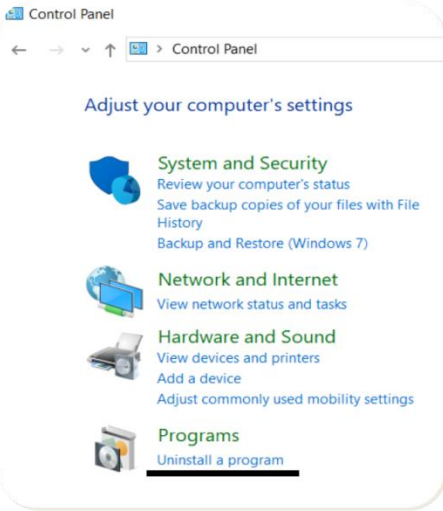 Control Panel
Control Panel
Adjust your computer's settings
System and Security
Review your computer's status
Save backup copies of your files with File
History
Backup and Restore (Windows 7)
Network and Internet
View network status and tasks
Hardware and Sound
View devices and printers
Add a device
Adjust commonly used mobility settings
Programs
Uninstall a program